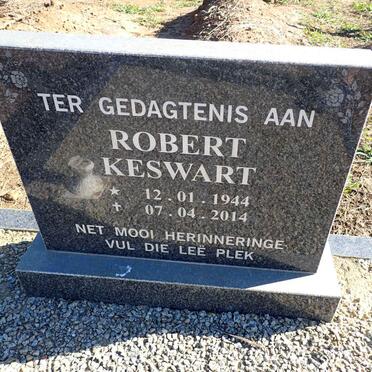 TER GEDAGTENIS AAN
ROBERT
KESWART
★ 12 . 01 . 1944
✝ 07 . 04 . 2014
NET MOOI HERINNERINGE
VUL DIE LEË PLEK